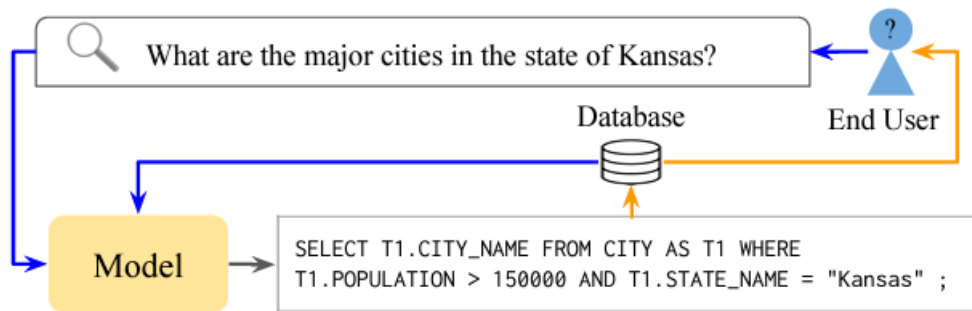 What are the major cities in the state of Kansas?
?
End User
Database
Model
SELECT T1.CITY_NAME FROM CITY AS T1 WHERE
T1.POPULATION > 150000 AND T1.STATE_NAME = "Kansas" ;